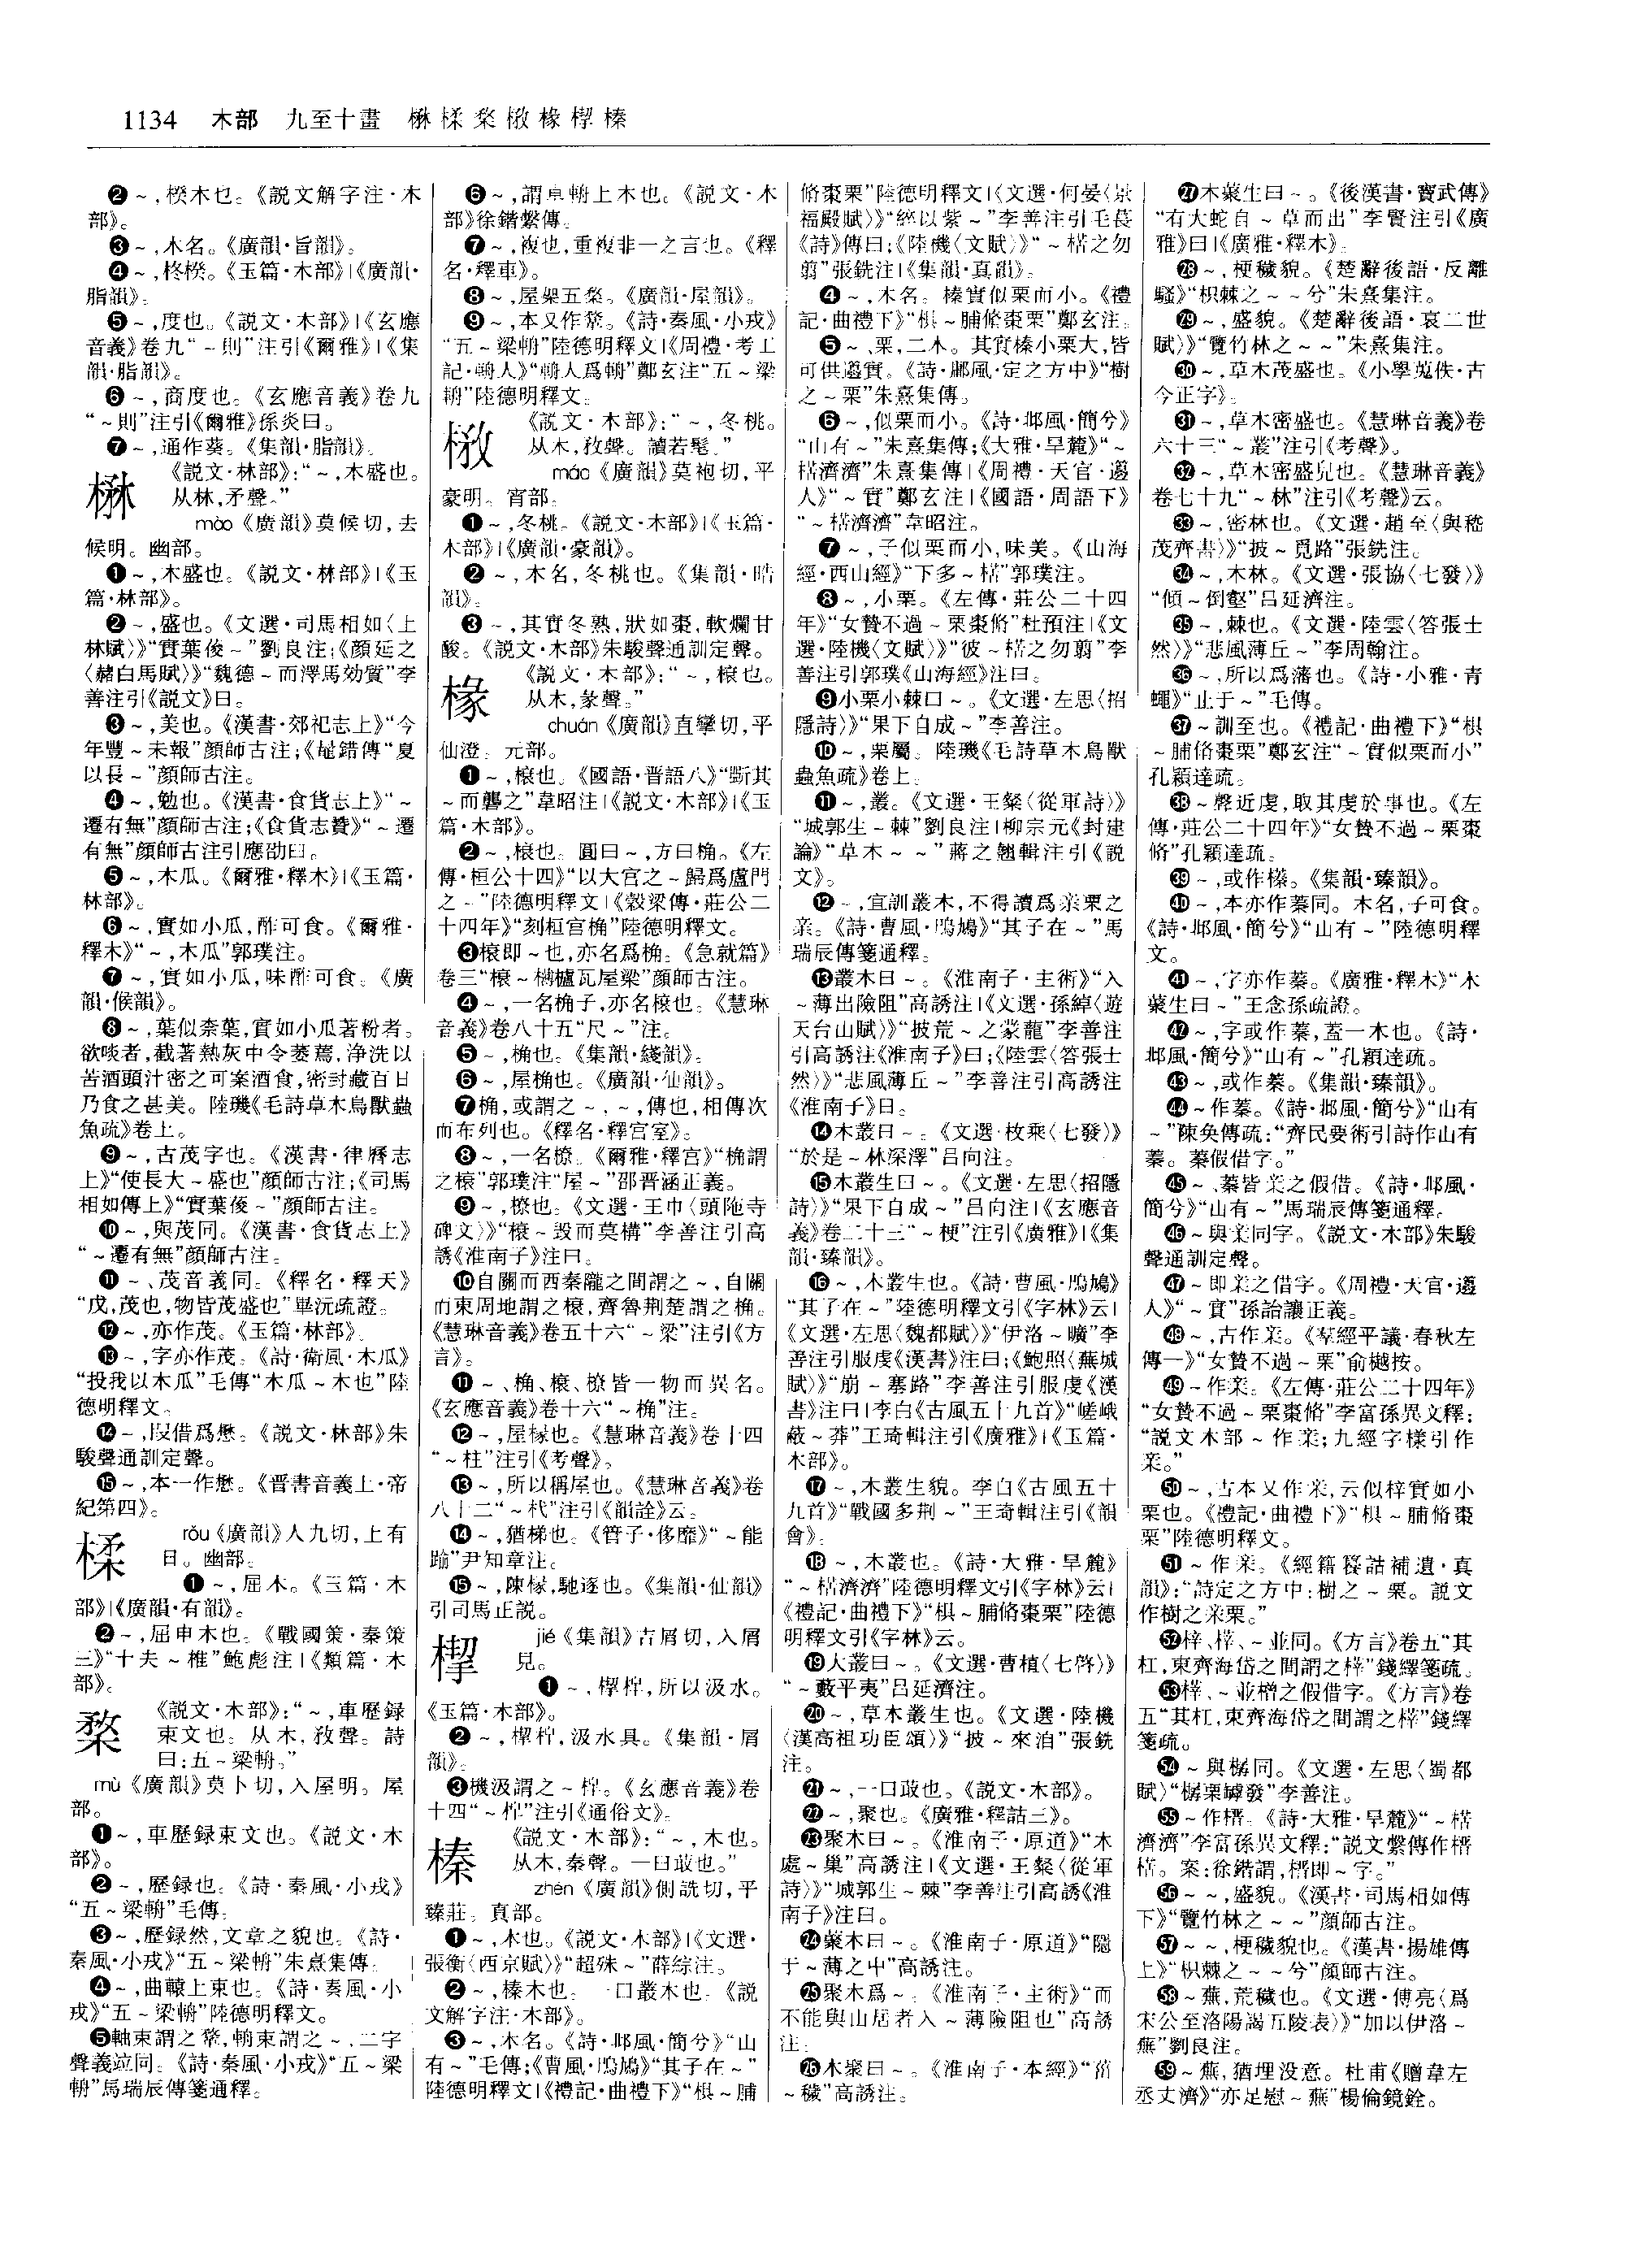 1134 木部 九至十畫 楙楺楘橔椽楔榛
❷～,楑木也。《説文解字注·木
部》。
❸～,木名。《廣韻·旨韻》。
❹～,柊楑。《玉篇·木部》|《廣韻·
脂韻》。
❺～,度也。《説文·木部》|《玄應
音義》卷九“～則”注引《爾雅》|《集
韻·脂韻》。
❻～,商度也。《玄應音義》卷九
“～則”注引《爾雅》孫炎曰。
❼～,通作葵。《集韻·脂韻》。
楙
《説文·林部》:“～,木盛也。
从林,矛聲。”
mào《廣韻》莫候切,去
候明。幽部。
❶～,木盛也。《説文·林部》|《玉
篇·林部》。
❷～,盛也。《文選·司馬相如〈上
林賦〉》“實葉葰～”劉良注;《顔延之
〈赭白馬賦〉》“魏德～而澤馬効質”李
善注引《説文》曰。
❸～,美也。《漢書·郊祀志上》“今
年豐～未報”顔師古注;《鼂錯傳》“夏
以長～”顔師古注。
❹～,勉也。《漢書·食貨志上》“～
遷有無”顔師古注;《食貨志贊》“～遷
有無”顔師古注引應劭曰。
❺～,木瓜。《爾雅·釋木》|《玉篇·
林部》。
❻～,實如小瓜,酢可食。《爾雅·
釋木》“～,木瓜”郭璞注。
❼～,實如小瓜,味酢可食。《廣
韻·候韻》。
❽～,葉似柰葉,實如小瓜著粉者。
欲啖者,截著熱灰中令萎蔫,净洗以
苦酒頭汁密之可案酒食,密封藏百日
乃食之甚美。陸璣《毛詩草木鳥獸蟲
魚疏》卷上。
❾～,古茂字也。《漢書·律曆志
上》“使長大～盛也”顔師古注;《司馬
相如傳上》“實葉葰～”顔師古注。
❿～,與茂同。《漢書·食貨志上》
“～遷有無”顔師古注。
⓫～、茂音義同。《釋名·釋天》
“戊,茂也,物皆茂盛也”畢沅疏證。
⓬～,亦作茂。《玉篇·林部》。
⓭～,字亦作茂。《詩·衛風·木瓜》
“投我以木瓜”毛傳“木瓜～木也”陸
德明釋文。
⓮～,叚借爲懋。《説文·林部》朱
駿聲通訓定聲。
⓯～,本一作懋。《晋書音義上·帝
紀第四》。
楺
rǒu《廣韻》人九切,上有
日。幽部。
❶～,屈木。《玉篇·木
部》|《廣韻·有韻》。
❷～,屈申木也。《戰國策·秦策
三》“十夫～椎”鮑彪注|《類篇·木
部》。
楘
《説文·木部》:“～,車歷録
束文也。从木,敄聲。詩
曰:五～梁輈。”
mù《廣韻》莫卜切,入屋明。屋
部。
❶～,車歷録束文也。《説文·木
部》。
❷～,歷録也。《詩·秦風·小戎》
“五～梁輈”毛傳。
❸～,歷録然,文章之貌也。《詩·
秦風·小戎》“五～梁輈”朱熹集傳。
❹～,曲轅上束也。《詩·秦風·小
戎》“五～梁輈”陸德明釋文。
❺軸束謂之䡺,輈束謂之～,二字
聲義竝同。《詩·秦風·小戎》“五～梁
輈”馬瑞辰傳箋通釋。
❻～,謂車輈上木也。《説文·木
部》徐鍇繫傳。
❼～,複也,重複非一之言也。《釋
名·釋車》。
❽～,屋架五楘。《廣韻·屋韻》。
❾～,本又作䡺。《詩·秦風·小戎》
“五～梁輈”陸德明釋文|《周禮·考工
記·輈人》“輈人爲輈”鄭玄注“五～梁
輈”陸德明釋文。
楸
《説文·木部》:“～,冬桃。
从木,敄聲。讀若髦。”
máo《廣韻》莫袍切,平
豪明。宵部。
❶～,冬桃。《説文·木部》|《玉篇·
木部》|《廣韻·豪韻》。
❷～,木名,冬桃也。《集韻·晧
韻》。
❸～,其實冬熟,狀如棗,軟爛甘
酸。《説文·木部》朱駿聲通訓定聲。
椽
《説文·木部》:“～,榱也。
从木,彖聲。”
chuán《廣韻》直攣切,平
仙澄。元部。
❶～,榱也。《國語·晋語八》“斲其
～而礱之”韋昭注|《説文·木部》|《玉
篇·木部》。
❷～,榱也。圓曰～,方曰桷。《左
傳·桓公十四》“以大宫之～歸爲盧門
之～”陸德明釋文|《穀梁傳·莊公二
十四年》“刻桓宫桷”陸德明釋文。
❸榱即～也,亦名爲桷。《急就篇》
卷三“榱～欂櫨瓦屋梁”顔師古注。
❹～,一名桷子,亦名榱也。《慧琳
音義》卷八十五“尺～”注。
❺～,桷也。《集韻·綫韻》。
❻～,屋桷也。《廣韻·仙韻》。
❼桷,或謂之～,～,傳也,相傳次
而布列也。《釋名·釋宫室》。
❽～,一名橑。《爾雅·釋宫》“桷謂
之榱”郭璞注“屋～”邵晋涵正義。
❾～,橑也。《文選·王巾〈頭陁寺
碑文〉》“榱～毁而莫構”李善注引高
誘《淮南子》注曰。
❿自關而西秦隴之間謂之～,自關
而東周地謂之榱,齊魯荆楚謂之桷。
《慧琳音義》卷五十六“～梁”注引《方
言》。
⓫～、桷、榱、橑皆一物而異名。
《玄應音義》卷十六“～桷”注。
⓬～,屋椽也。《慧琳音義》卷十四
“～柱”注引《考聲》。
⓭～,所以稱屋也。《慧琳音義》卷
八十二“～杙”注引《韻詮》云。
⓮～,猶梯也。《管子·侈靡》“～能
踰”尹知章注。
⓯～,陳椽,馳逐也。《集韻·仙韻》
引司馬正説。
楔
jié《集韻》吉屑切,入屑
見。
❶～,楔桿,所以汲水。
《玉篇·木部》。
❷～,楔桿,汲水具。《集韻·屑
韻》。
❸機汲謂之～桿。《玄應音義》卷
十四“～桿”注引《通俗文》。
榛
《説文·木部》:“～,木也。
从木,秦聲。一曰菆也。”
zhēn《廣韻》側詵切,平
臻莊。真部。
❶～,木也。《説文·木部》|《文選·
張衡〈西京賦〉》“超殊～”薛綜注。
❷～,榛木也。一曰叢木也。《説
文解字注·木部》。
❸～,木名。《詩·邶風·簡兮》“山
有～”毛傳;《曹風·鳲鳩》“其子在～”
陸德明釋文|《禮記·曲禮下》“椇～脯
脩棗栗”陸德明釋文|《文選·何晏〈景
福殿賦〉》“綷以紫～”李善注引毛萇
《詩》傳曰;《陸機〈文賦〉》“～楛之勿
翦”張銑注|《集韻·真韻》。
❹～,木名。榛實似栗而小。《禮
記·曲禮下》“椇～脯脩棗栗”鄭玄注。
❺～、栗,二木。其實榛小栗大,皆
可供籩實。《詩·鄘風·定之方中》“樹
之～栗”朱熹集傳。
❻～,似栗而小。《詩·邶風·簡兮》
“山有～”朱熹集傳;《大雅·旱麓》“～
楛濟濟”朱熹集傳|《周禮·天官·籩
人》“～實”鄭玄注|《國語·周語下》
“～楛濟濟”韋昭注。
❼～,子似栗而小,味美。《山海
經·西山經》“下多～楛”郭璞注。
❽～,小栗。《左傳·莊公二十四
年》“女贄不過～栗棗脩”杜預注|《文
選·陸機〈文賦〉》“彼～楛之勿翦”李
善注引郭璞《山海經》注曰。
❾小栗小棘曰～。《文選·左思〈招
隱詩〉》“果下自成～”李善注。
❿～,栗屬。陸璣《毛詩草木鳥獸
蟲魚疏》卷上。
⓫～,叢。《文選·王粲〈從軍詩〉》
“城郭生～棘”劉良注|柳宗元《封建
論》“草木～～”蔣之翹輯注引《説
文》。
⓬～,宜訓叢木,不得讀爲亲栗之
亲。《詩·曹風·鳲鳩》“其子在～”馬
瑞辰傳箋通釋。
⓭叢木曰～。《淮南子·主術》“入
～薄出險阻”高誘注|《文選·孫綽〈遊
天台山賦〉》“披荒～之蒙蘢”李善注
引高誘注《淮南子》曰;《陸雲〈答張士
然〉》“悲風薄丘～”李善注引高誘注
《淮南子》曰。
⓮木叢曰～。《文選·枚乘〈七發〉》
“於是～林深澤”吕向注。
⓯木叢生曰～。《文選·左思〈招隱
詩〉》“果下自成～”吕向注|《玄應音
義》卷二十三“～梗”注引《廣雅》|《集
韻·臻韻》。
⓰～,木叢生也。《詩·曹風·鳲鳩》
“其子在～”陸德明釋文引《字林》云|
《文選·左思〈魏都賦〉》“伊洛～曠”李
善注引服虔《漢書》注曰;《鮑照〈蕪城
賦〉》“崩～塞路”李善注引服虔《漢
書》注曰|李白《古風五十九首》“嵯峨
蔽～莽”王琦輯注引《廣雅》|《玉篇·
木部》。
⓱～,木叢生貌。李白《古風五十
九首》“戰國多荆～”王琦輯注引《韻
會》。
⓲～,木叢也。《詩·大雅·旱麓》
“～楛濟濟”陸德明釋文引《字林》云|
《禮記·曲禮下》“椇～脯脩棗栗”陸德
明釋文引《字林》云。
⓳大叢曰～。《文選·曹植〈七啓〉》
“～藪平夷”吕延濟注。
⓴～,草木叢生也。《文選·陸機
〈漢高祖功臣頌〉》“披～來洎”張銑
注。
㉑～,一曰菆也。《説文·木部》。
㉒～,聚也。《廣雅·釋詁三》。
㉓聚木曰～。《淮南子·原道》“木
處～巢”高誘注|《文選·王粲〈從軍
詩〉》“城郭生～棘”李善注引高誘《淮
南子》注曰。
㉔藂木曰～。《淮南子·原道》“隱
于～薄之中”高誘注。
㉕聚木爲～。《淮南子·主術》“而
不能與山居者入～薄險阻也”高誘
注。
㉖木聚曰～。《淮南子·本經》“菑
～穢”高誘注。
㉗木藂生曰～。《後漢書·竇武傳》
“有大蛇自～草而出”李賢注引《廣
雅》曰|《廣雅·釋木》。
㉘～,梗穢貌。《楚辭後語·反離
騷》“枳棘之～～兮”朱熹集注。
㉙～,盛貌。《楚辭後語·哀二世
賦》“覽竹林之～～”朱熹集注。
㉚～,草木茂盛也。《小學蒐佚·古
今正字》。
㉛～,草木密盛也。《慧琳音義》卷
六十三“～叢”注引《考聲》。
㉜～,草木密盛皃也。《慧琳音義》
卷七十九“～林”注引《考聲》云。
㉝～,密林也。《文選·趙至〈與嵇
茂齊書〉》“披～覓路”張銑注。
㉞～,木林。《文選·張協〈七發〉》
“傾～倒壑”吕延濟注。
㉟～,棘也。《文選·陸雲〈答張士
然〉》“悲風薄丘～”李周翰注。
㊱～,所以爲藩也。《詩·小雅·青
蠅》“止于～”毛傳。
㊲～訓至也。《禮記·曲禮下》“椇
～脯脩棗栗”鄭玄注“～實似栗而小”
孔穎達疏。
㊳～聲近虔,取其虔於事也。《左
傳·莊公二十四年》“女贄不過～栗棗
脩”孔穎達疏。
㊴～,或作樼。《集韻·臻韻》。
㊵～,本亦作蓁同。木名,子可食。
《詩·邶風·簡兮》“山有～”陸德明釋
文。
㊶～,字亦作蓁。《廣雅·釋木》“木
藂生曰～”王念孫疏證。
㊷～,字或作蓁,蓋一木也。《詩·
邶風·簡兮》“山有～”孔穎達疏。
㊸～,或作榮。《集韻·臻韻》。
㊹～作蓁。《詩·邶風·簡兮》“山有
～”陳奂傳疏:“齊民要術引詩作山有
蓁。蓁假借字。”
㊺～、蓁皆亲之假借。《詩·邶風·
簡兮》“山有～”馬瑞辰傳箋通釋。
㊻～與亲同字。《説文·木部》朱駿
聲通訓定聲。
㊼～即亲之借字。《周禮·天官·籩
人》“～實”孫詒讓正義。
㊽～,古作亲。《羣經平議·春秋左
傳一》“女贄不過～栗”俞樾按。
㊾～作亲。《左傳·莊公二十四年》
“女贄不過～栗棗脩”李富孫異文釋:
“説文木部～作亲;九經字樣引作
亲。”
㊿～,古本又作亲,云似梓實如小
栗也。《禮記·曲禮下》“椇～脯脩棗
栗”陸德明釋文。
51～作亲。《經籍籑詁補遺·真
韻》:“詩定之方中:樹之～栗。説文
作樹之亲栗。”
52梓、榟、～並同。《方言》卷五“其
杠,東齊海岱之間謂之榟”錢繹箋疏。
53榟、～並橧之假借字。《方言》卷
五“其杠,東齊海岱之間謂之榟”錢繹
箋疏。
54～與樼同。《文選·左思〈蜀都
賦〉“樼栗罅發”李善注。
55～作榗。《詩·大雅·旱麓》“～楛
濟濟”李富孫異文釋:“説文繫傳作榗
楛。案:徐鍇謂,榗即～字。”
56～～,盛貌。《漢書·司馬相如傳
下》“覽竹林之～～”顔師古注。
57～～,梗穢貌也。《漢書·揚雄傳
上》“枳棘之～～兮”顔師古注。
58～蕪,荒穢也。《文選·傅亮〈爲
宋公至洛陽謁五陵表〉》“加以伊洛～
蕪”劉良注。
59～蕪,猶埋没意。杜甫《贈韋左
丞丈濟》“亦足慰～蕪”楊倫鏡銓。